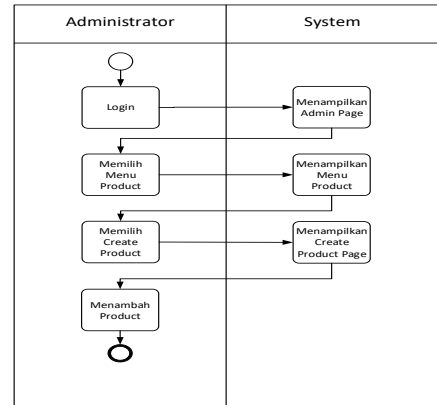 Administrator
System
Login
Menampilkan
Admin Page
Memilih
Menu
Product
Menampilkan
Menu
Product
Memilih
Create
Product
Menampilkan
Create
Product Page
Menambah
Product